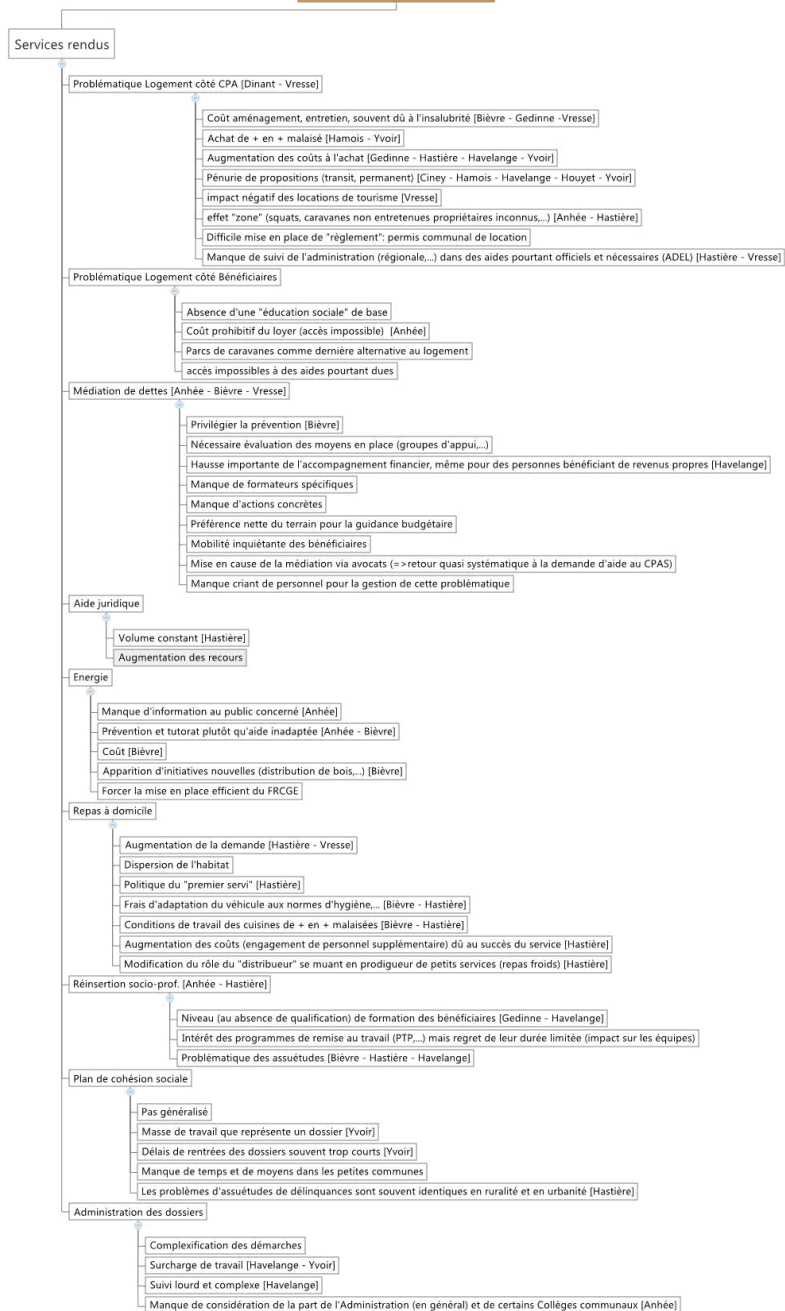 Services rendus
Problématique Logement côté CPA [Dinant - Vresse]
Coût aménagement, entretien, souvent dû à l'insalubrité [Bièvre - Gedinne -Vresse]
Achat de + en + malaisé [Hamois - Yvoir]
Augmentation des coûts à l'achat [Gedinne - Hastière - Havelange - Yvoir]
Pénurie de propositions (transit, permanent) [Ciney - Hamois - Havelange - Houyet - Yvoir]
impact négatif des locations de tourisme [Vresse]
effet "zone" (squats, caravanes non entretenues propriétaires inconnus,...) [Anhée - Hastière]
Difficile mise en place de "règlement": permis communal de location
Manque de suivi de l'administration (régionale,...) dans des aides pourtant officiels et nécessaires (ADEL) [Hastière - Vresse]
Problématique Logement côté Bénéficiaires
Absence d'une "éducation sociale" de base
Coût prohibitif du loyer (accès impossible) [Anhée]
Parcs de caravanes comme dernière alternative au logement
accès impossibles à des aides pourtant dues
Médiation de dettes [Anhée - Bièvre - Vresse]
Privilégier la prévention [Bièvre]
Nécessaire évaluation des moyens en place (groupes d'appui,...)
Hausse importante de l'accompagnement financier, même pour des personnes bénéficiant de revenus propres [Havelange]
Manque de formateurs spécifiques
Manque d'actions concrètes
Préférence nette du terrain pour la guidance budgétaire
Mobilité inquiétante des bénéficiaires
Mise en cause de la médiation via avocats (=>retour quasi systématique à la demande d'aide au CPAS)
Manque criant de personnel pour la gestion de cette problématique
Aide juridique
Volume constant [Hastière]
Augmentation des recours
Energie
Manque d'information au public concerné [Anhée]
Prévention et tutorat plutôt qu'aide inadaptée [Anhée - Bièvre]
Coût [Bièvre]
Apparition d'initiatives nouvelles (distribution de bois,...) [Bièvre]
Forcer la mise en place efficient du FRCGE
Repas à domicile
Augmentation de la demande [Hastière - Vresse]
Dispersion de l'habitat
Politique du "premier servi" [Hastière]
Frais d'adaptation du véhicule aux normes d'hygiène,... [Bièvre - Hastière]
Conditions de travail des cuisines de + en + malaisées [Bièvre - Hastière]
Augmentation des coûts (engagement de personnel supplémentaire) dû au succès du service [Hastière]
Modification du rôle du "distribueur" se muant en prodigueur de petits services (repas froids) [Hastière]
Réinsertion socio-prof. [Anhée - Hastière]
Niveau (au absence de qualification) de formation des bénéficiaires [Gedinne - Havelange]
Intérêt des programmes de remise au travail (PTP,...) mais regret de leur durée limitée (impact sur les équipes)
Problématique des assuétudes [Bièvre - Hastière - Havelange]
Plan de cohésion sociale
Pas généralisé
Masse de travail que représente un dossier [Yvoir]
Délais de rentrées des dossiers souvent trop courts [Yvoir]
Manque de temps et de moyens dans les petites communes
Les problèmes d'assuétudes de délinquances sont souvent identiques en ruralité et en urbanité [Hastière]
Administration des dossiers
Complexification des démarches
Surcharge de travail [Havelange - Yvoir]
Suivi lourd et complexe [Havelange]
Manque de considération de la part de l'Administration (en général) et de certains Collèges communaux [Anhée]